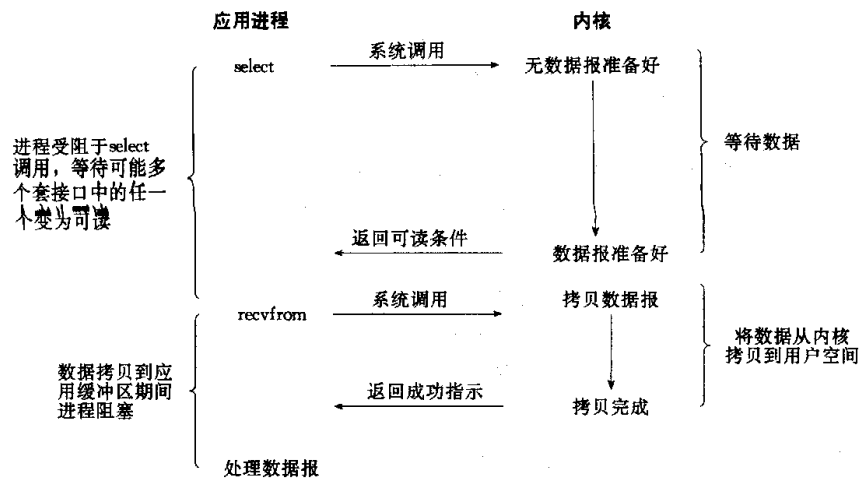 应用进程
内核
select
系统调用
无数据报准备好
进程受阻于select
调用，等待可能多
个套接口中的任一
个变为可读
等待数据
返回可读条件
数据报准备好
recvfrom
系统调用
拷贝数据报
将数据从内核
拷贝到用户空间
数据拷贝到应
用缓冲区期间
进程阻塞
返回成功指示
拷贝完成
处理数据报